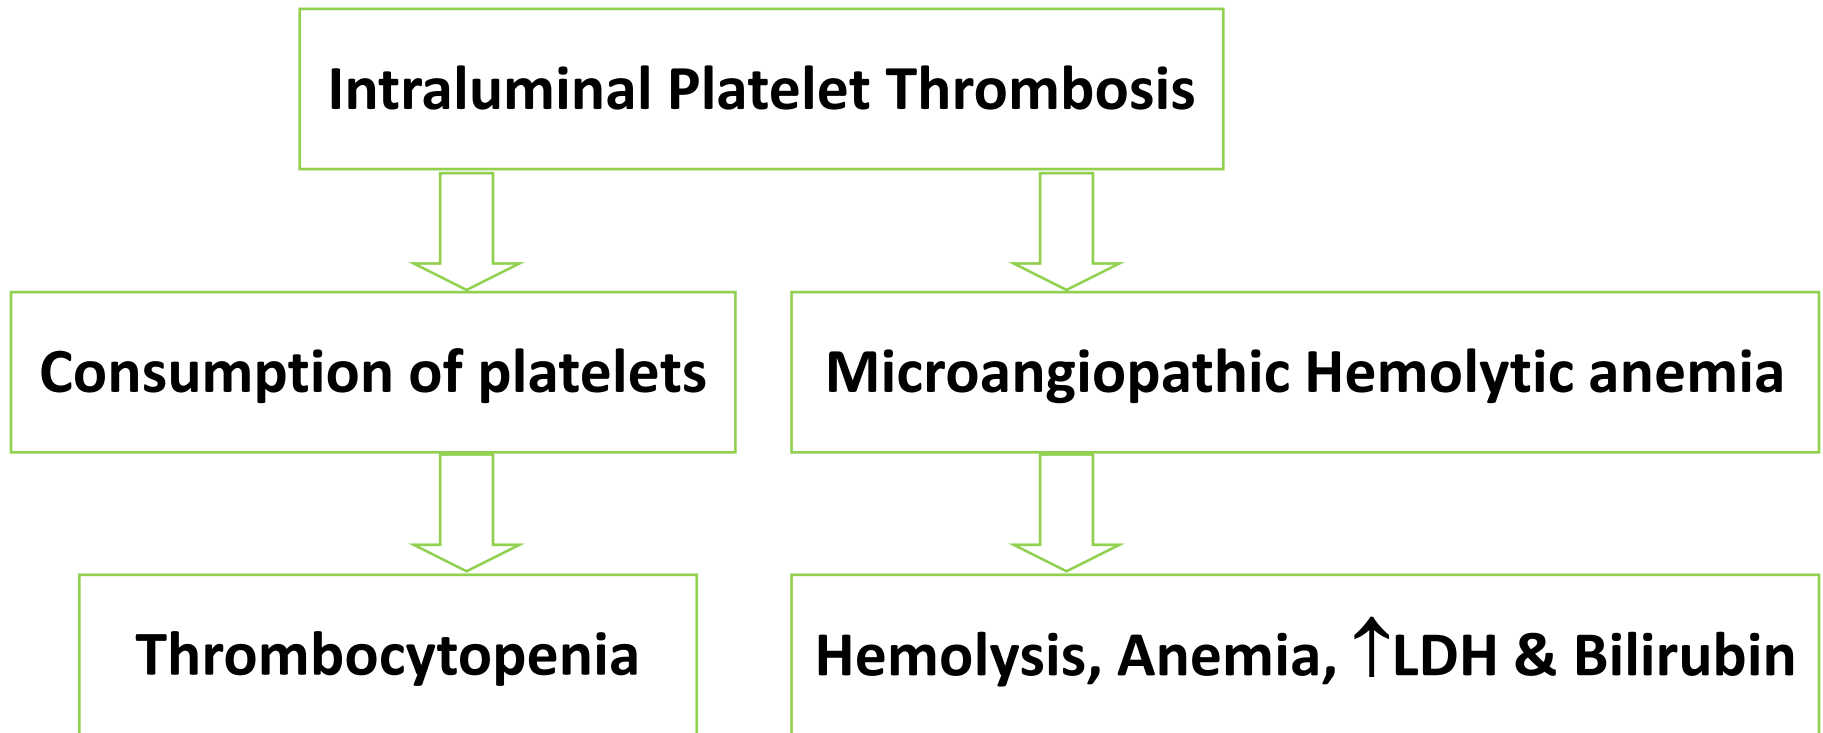 Intraluminal Platelet Thrombosis
Consumption of platelets
Microangiopathic Hemolytic anemia
Thrombocytopenia
Hemolysis, Anemia, ↑LDH & Bilirubin